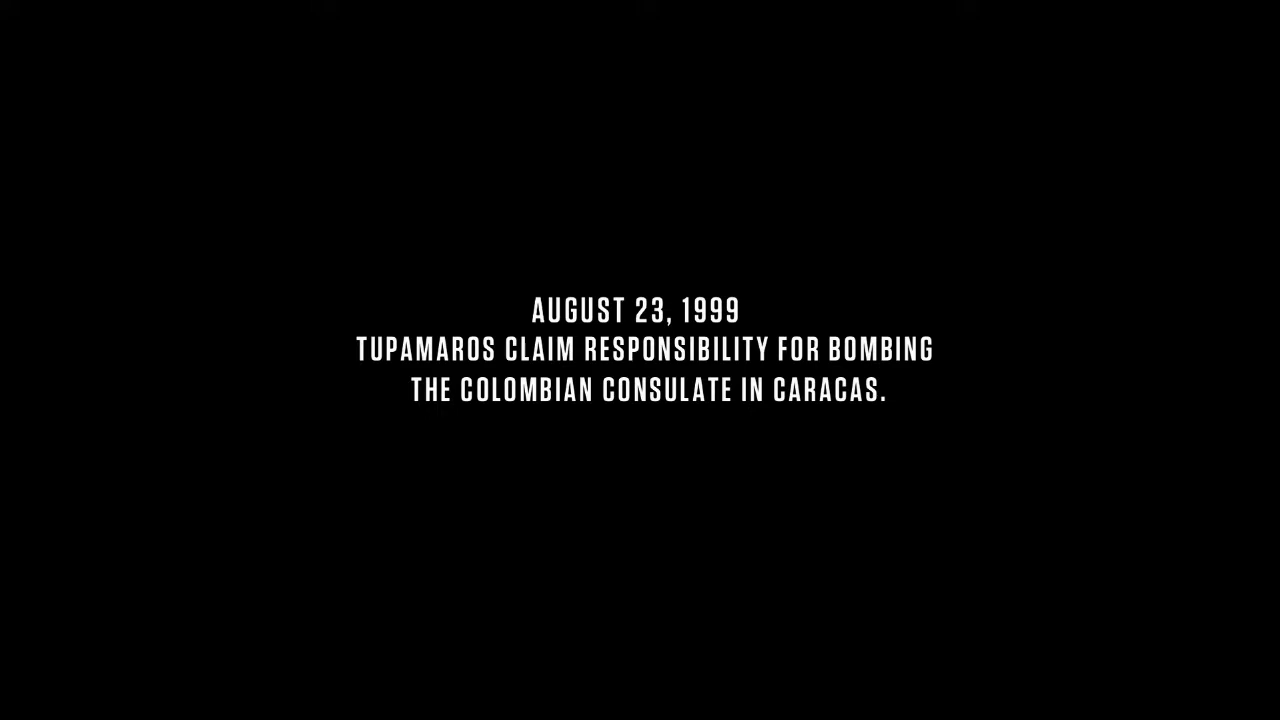 AUGUST 23, 1999
TUPAMAROS CLAIM RESPONSIBILITY FOR BOMBING
THE COLOMBIAN CONSULATE IN CARACAS.